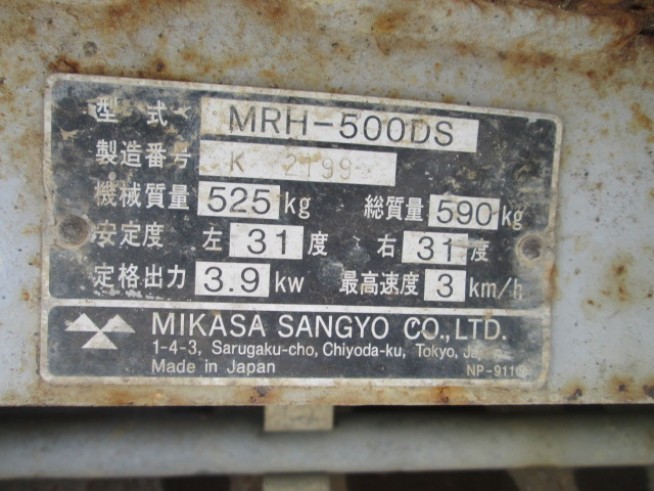 型式 MRH-500DS
製造番号 K 2199
機械質量 525 kg 総質量 590 kg
安定度 左 31 度 右 31 度
定格出力 3.9 kw 最高速度 3 km/h
MIKASA SANGYO CO.,LTD.
1-4-3, Sarugaku-cho, Chiyoda-ku, Tokyo, Japan
Made in Japan NP-911